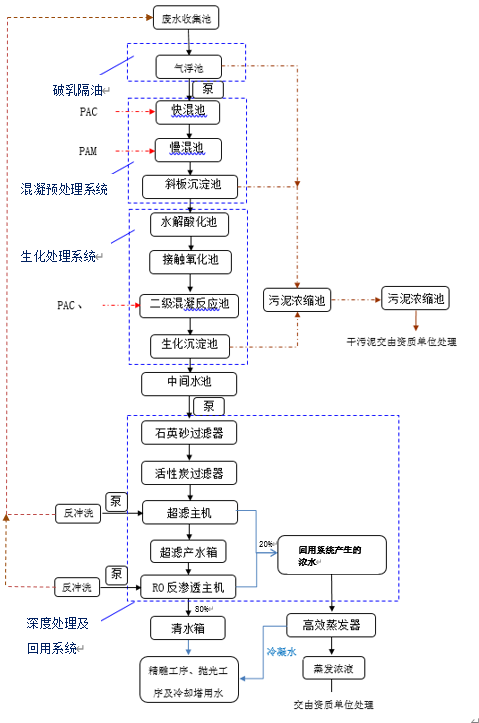 废水收集池
气浮池
破乳隔油
泵
PAC
快混池
PAM
慢混池
混凝预处理系统
斜板沉淀池
水解酸化池
生化处理系统
接触氧化池
PAC、
二级混凝反应池
污泥浓缩池
污泥浓缩池
生化沉淀池
干污泥交由资质单位处理
中间水池
泵
石英砂过滤器
活性炭过滤器
反冲洗
泵
超滤主机
超滤产水箱
20%
回用系统产生的
浓水
反冲洗
泵
RO反渗透主机
80%
深度处理及
回用系统
清水箱
高效蒸发器
冷凝水
精雕工序、抛光工
序及冷却塔用水
蒸发浓液
交由资质单位处理